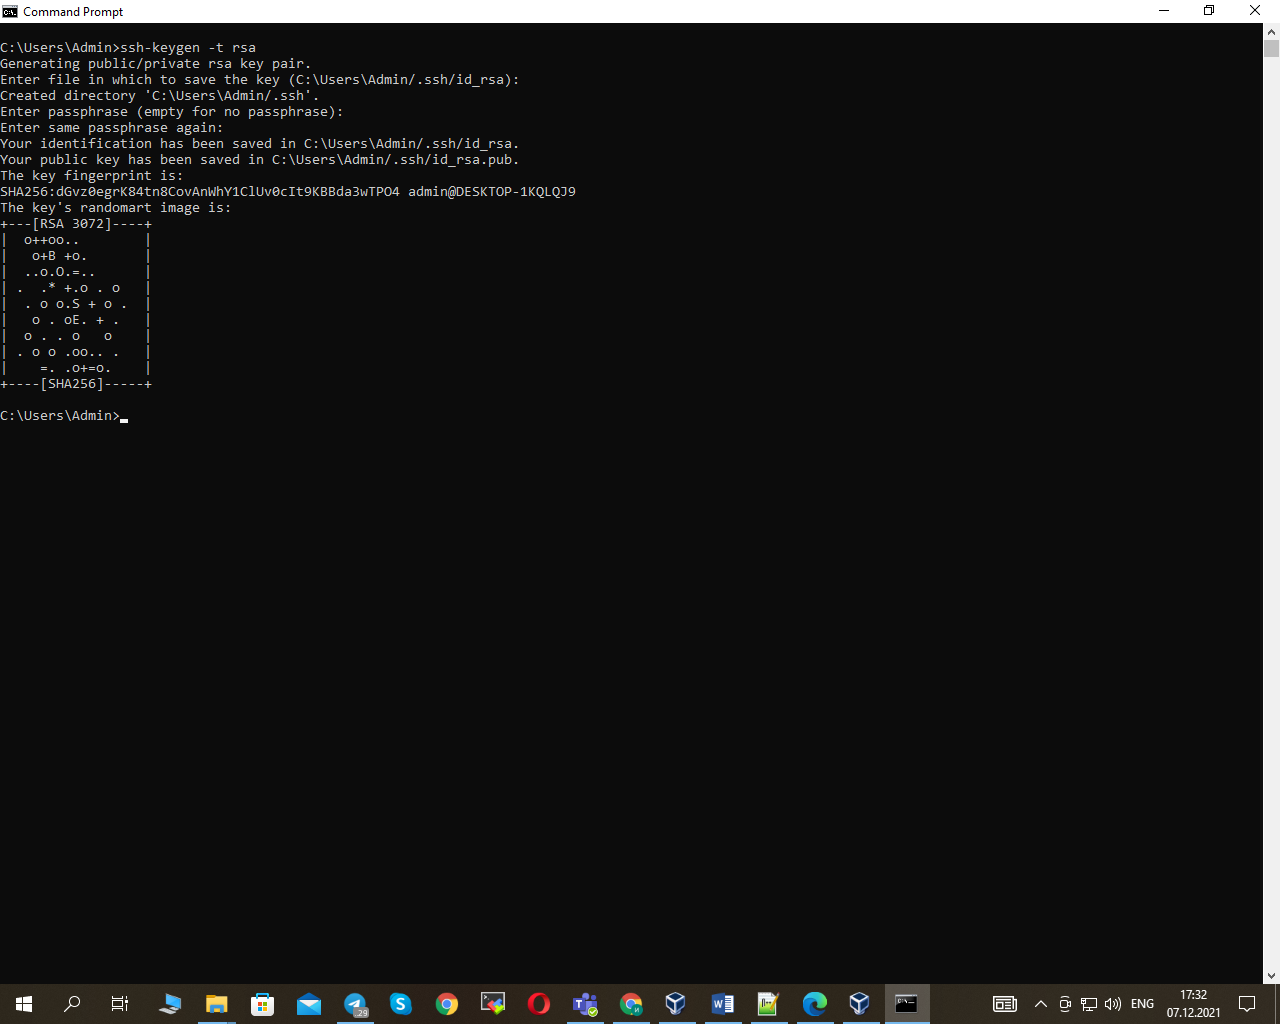 Command Prompt
C:\Users\Admin>ssh-keygen -t rsa
Generating public/private rsa key pair.
Enter file in which to save the key (C:\Users\Admin/.ssh/id_rsa):
Created directory 'C:\Users\Admin/.ssh'.
Enter passphrase (empty for no passphrase):
Enter same passphrase again:
Your identification has been saved in C:\Users\Admin/.ssh/id_rsa.
Your public key has been saved in C:\Users\Admin/.ssh/id_rsa.pub.
The key fingerprint is:
SHA256:dGvz0egrK84tn8CovAnWhY1ClUv0cIt9KBBda3wTPO4 admin@DESKTOP-1KQLQJ9
The key's randomart image is:
+---[RSA 3072]----+
|  o++oo..        |
|   o+B +o.       |
|  ..o.O.=..      |
| .  .* +.o . o   |
|  . o o.S + o .  |
|   o . oE. + .   |
|  o . . o   o    |
| . o o .oo.. .   |
|    =. .o+=o.    |
+----[SHA256]-----+
C:\Users\Admin>
ENG
17:32
07.12.2021